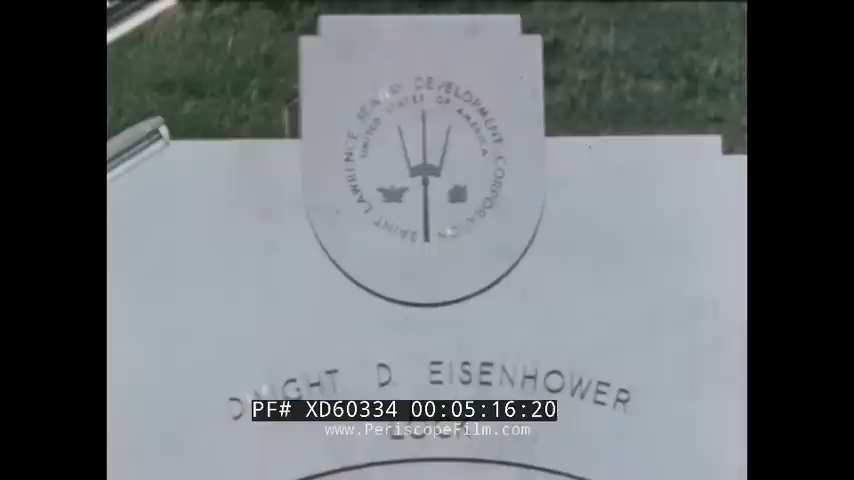 SAINT LAWRENCE SEAWAY DEVELOPMENT CORPORATION
UNITED STATES OF AMERICA
DWIGHT D. EISENHOWER
LOCK
PF# XD60334 00:05:16:20
www.PeriscopeFilm.com